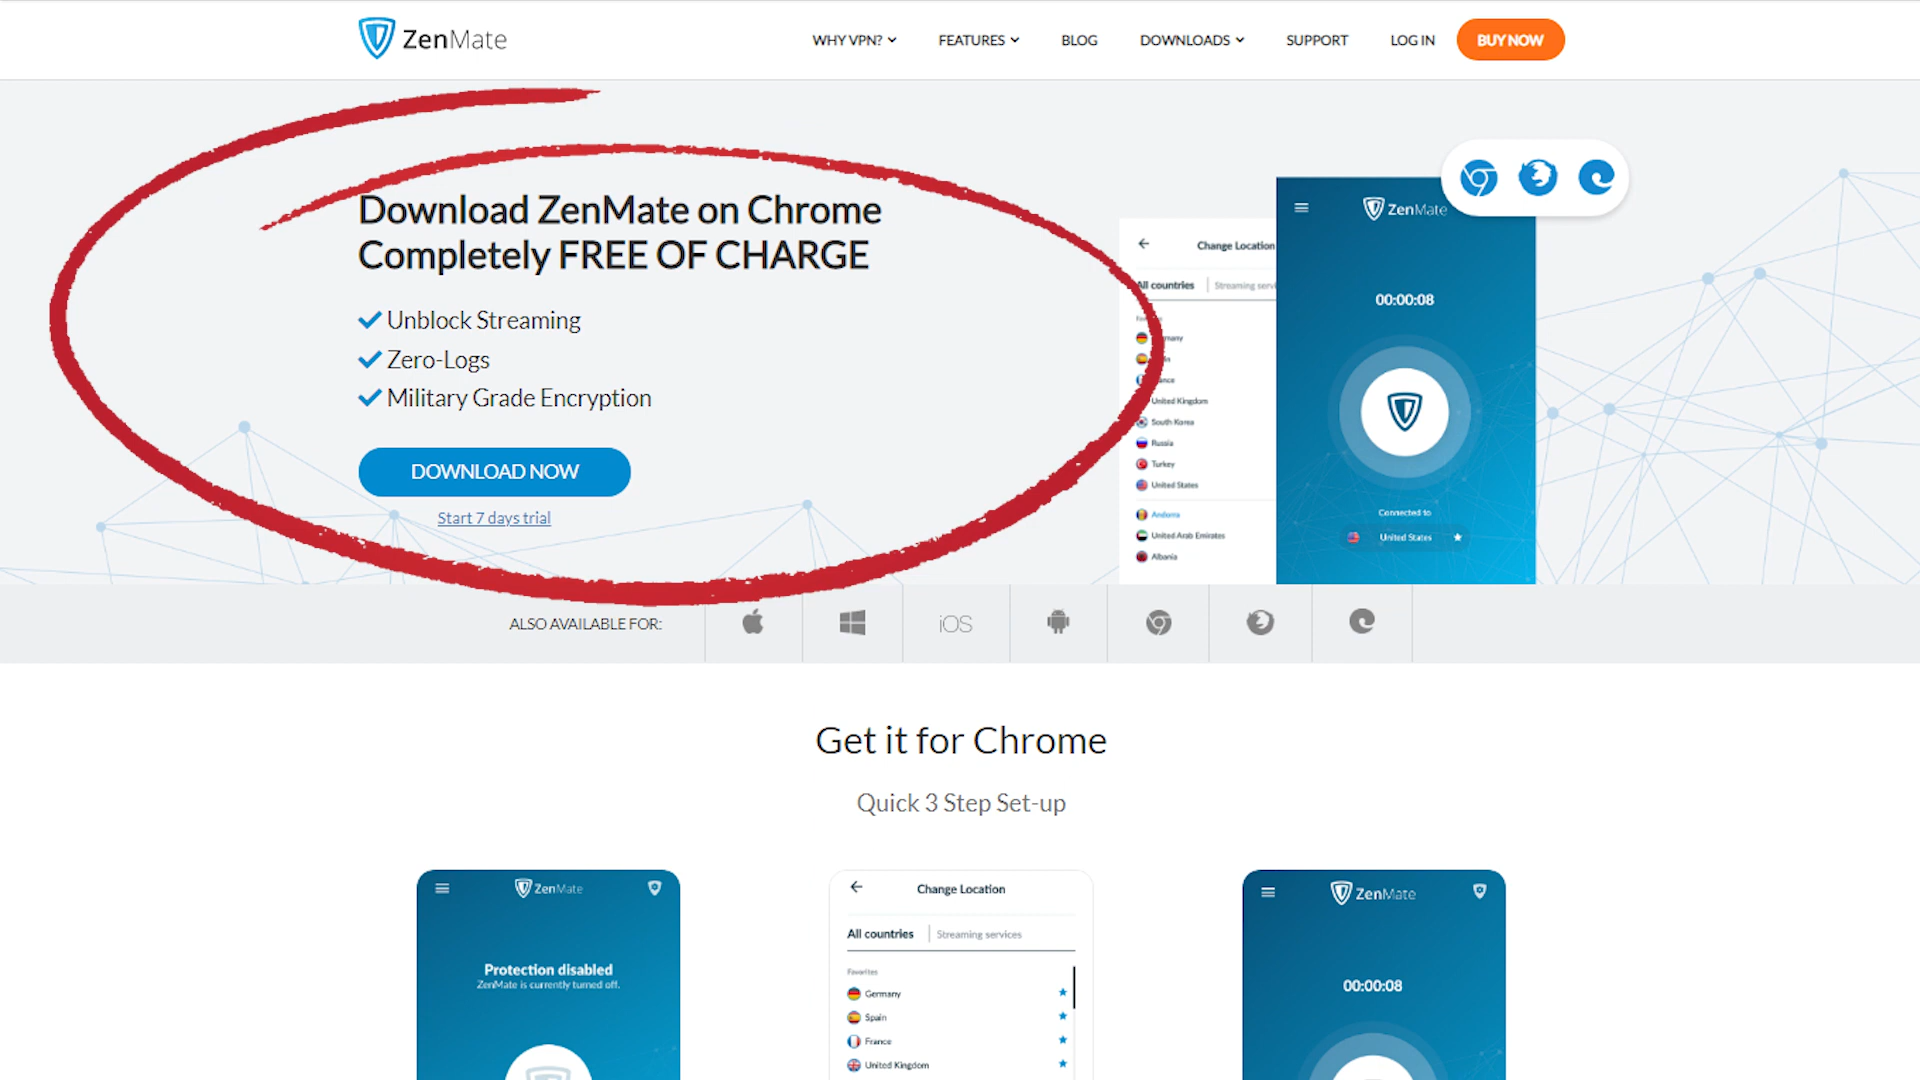 ZenMate
WHY VPN?
FEATURES
BLOG
DOWNLOADS
SUPPORT
LOG IN
BUY NOW
Download ZenMate on Chrome
Completely FREE OF CHARGE
Unblock Streaming
Zero-Logs
Military Grade Encryption
DOWNLOAD NOW
Start 7 days trial
Change Location
All countries
Streaming servi
United Kingdom
South Korea
Russia
Turkey
United States
Andorra
United Arab Emirates
Albania
ZenMate
00:00:08
Connected to
United States
ALSO AVAILABLE FOR:
iOS
Get it for Chrome
Quick 3 Step Set-up
ZenMate
Protection disabled
ZenMate is currently turned off.
Change Location
All countries
Streaming services
Favorites
Germany
Spain
France
United Kingdom
ZenMate
00:00:08